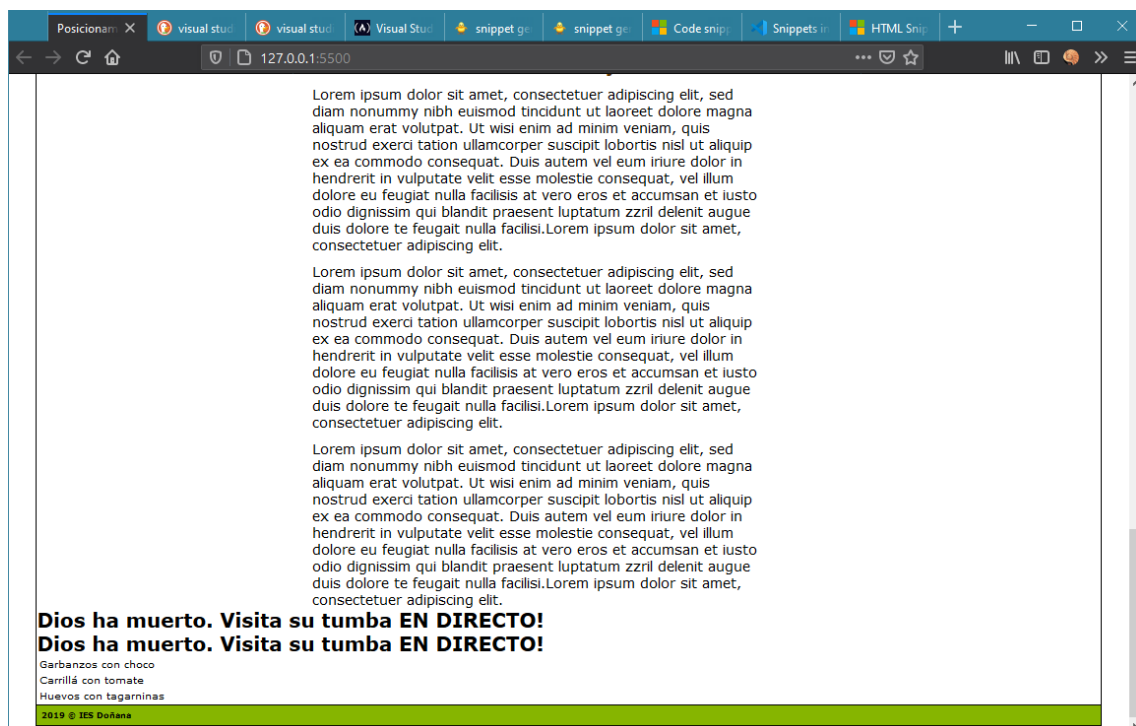 Posicionam
visual stud
visual stud
Visual Stud
snippet ge
snippet ge
Code snipp
Snippets in
HTML Snip
127.0.0.1:5500
Lorem ipsum dolor sit amet, consectetuer adipiscing elit, sed
diam nonummy nibh euismod tincidunt ut laoreet dolore magna
aliquam erat volutpat. Ut wisi enim ad minim veniam, quis
nostrud exerci tation ullamcorper suscipit lobortis nisl ut aliquip
ex ea commodo consequat. Duis autem vel eum iriure dolor in
hendrerit in vulputate velit esse molestie consequat, vel illum
dolore eu feugiat nulla facilisis at vero eros et accumsan et iusto
odio dignissim qui blandit praesent luptatum zzril delenit augue
duis dolore te feugait nulla facilisi.Lorem ipsum dolor sit amet,
consectetuer adipiscing elit.
Lorem ipsum dolor sit amet, consectetuer adipiscing elit, sed
diam nonummy nibh euismod tincidunt ut laoreet dolore magna
aliquam erat volutpat. Ut wisi enim ad minim veniam, quis
nostrud exerci tation ullamcorper suscipit lobortis nisl ut aliquip
ex ea commodo consequat. Duis autem vel eum iriure dolor in
hendrerit in vulputate velit esse molestie consequat, vel illum
dolore eu feugiat nulla facilisis at vero eros et accumsan et iusto
odio dignissim qui blandit praesent luptatum zzril delenit augue
duis dolore te feugait nulla facilisi.Lorem ipsum dolor sit amet,
consectetuer adipiscing elit.
Lorem ipsum dolor sit amet, consectetuer adipiscing elit, sed
diam nonummy nibh euismod tincidunt ut laoreet dolore magna
aliquam erat volutpat. Ut wisi enim ad minim veniam, quis
nostrud exerci tation ullamcorper suscipit lobortis nisl ut aliquip
ex ea commodo consequat. Duis autem vel eum iriure dolor in
hendrerit in vulputate velit esse molestie consequat, vel illum
dolore eu feugiat nulla facilisis at vero eros et accumsan et iusto
odio dignissim qui blandit praesent luptatum zzril delenit augue
duis dolore te feugait nulla facilisi.Lorem ipsum dolor sit amet,
consectetuer adipiscing elit.
Dios ha muerto. Visita su tumba EN DIRECTO!
Dios ha muerto. Visita su tumba EN DIRECTO!
Garbanzos con choco
Carrillá con tomate
Huevos con tagarninas
2019 © IES Doñana